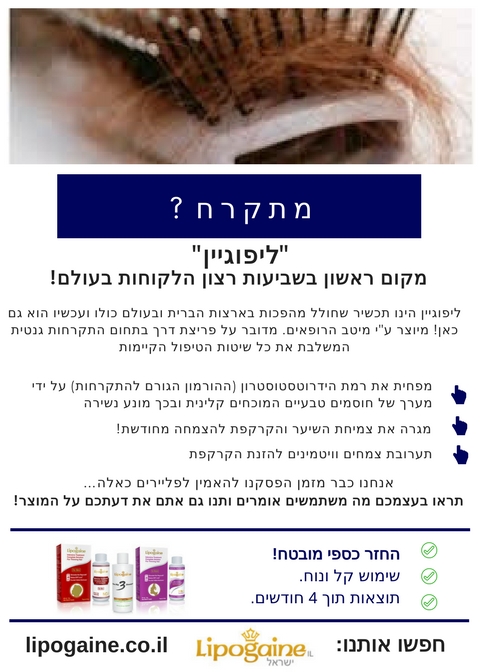 מתקרח ?
"ליפוגיין"
מקום ראשון בשביעות רצון הלקוחות בעולם!
ליפוגיין הינו תכשיר שחולל מהפכות בארצות הברית ובעולם כולו ועכשיו הוא גם
כאן! מיוצר ע"י מיטב הרופאים. מדובר על פריצת דרך בתחום התקרחות גנטית
המשלבת את כל שיטות הטיפול הקיימות
מפחית את רמת הידרוטסטוסטרון (ההורמון הגורם להתקרחות) על ידי
מערך של חוסמים טבעיים המוכחים קלינית ובכך מונע נשירה
מגרה את צמיחת השיער והקרקפת להצמחה מחודשת!
תערובת צמחים וויטמינים להזנת הקרקפת
אנחנו כבר מזמן הפסקנו להאמין לפליירים כאלה...
תראו בעצמכם מה משתמשים אומרים ותנו גם אתם את דעתכם על המוצר!
החזר כספי מובטח!
שימוש קל ונוח.
תוצאות תוך 4 חודשים.
Lipogaine
3
Lipogaine
חפשו אותנו:
Lipogaine IL
ישראל
lipogaine.co.il